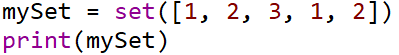 mySet = set([1, 2, 3, 1, 2])
print(mySet)